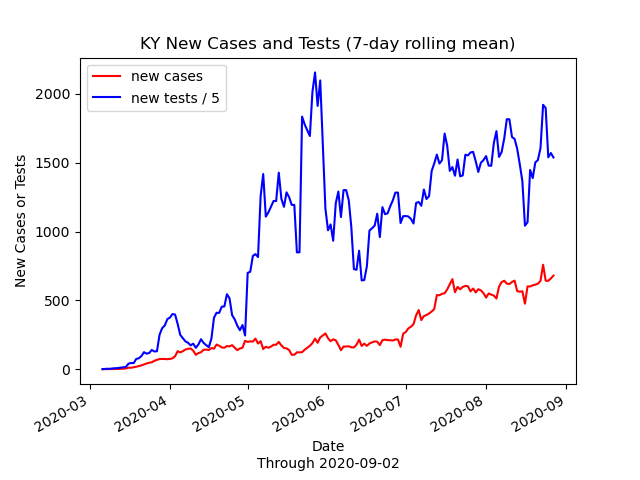 KY New Cases and Tests (7-day rolling mean)
new cases
new tests / 5
New Cases or Tests
2000
1500
1000
500
0
2020-03
2020-04
2020-05
2020-06
2020-07
2020-08
2020-09
Date
Through 2020-09-02